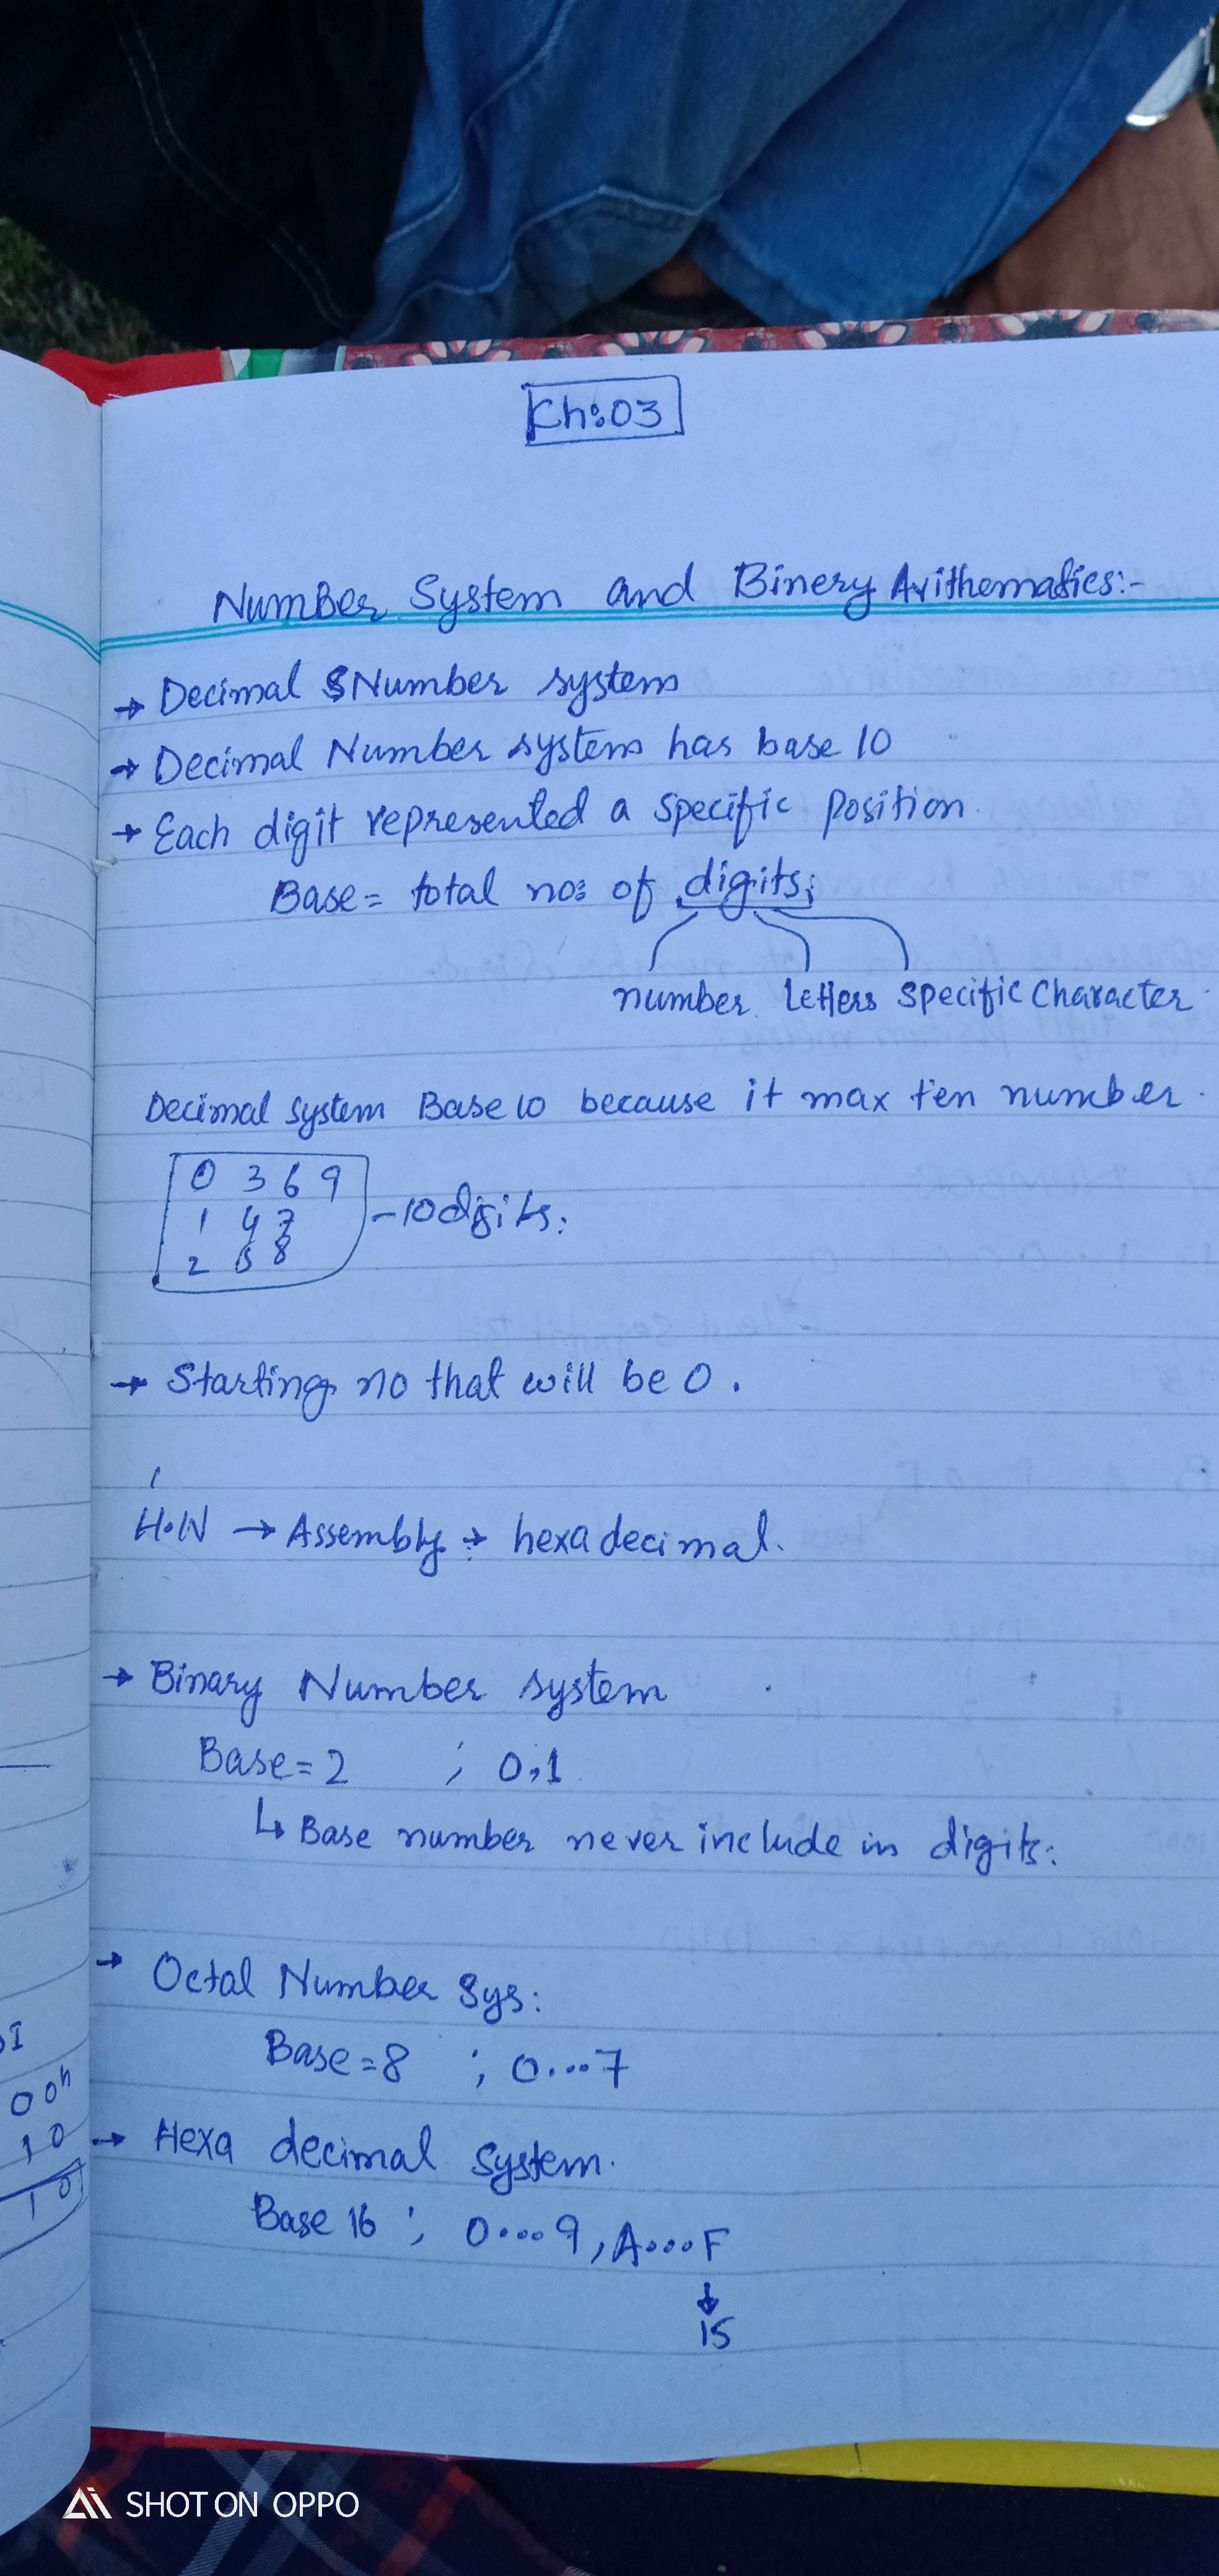 Ch:03
Number System and Binery Arithematics:-
→ Decimal Number system
→ Decimal Number system has base 10
→ Each digit represented a specific position
Base = total no: of digits;
number letters specific character
Decimal system Base 10 because it max ten number.
0 3 6 9
1 4 7 - 10 digits:
2 5 8
→ Starting no that will be 0.
H.W → Assembly → hexa decimal.
→ Binary Number system
Base = 2 ; 0,1
↳ Base number never include in digits:
→ Octal Number Sys:
Base = 8 ; 0...7
→ Hexa decimal system.
Base 16 ; 0...9, A....F
↓
15
00h
10
10
SHOT ON OPPO